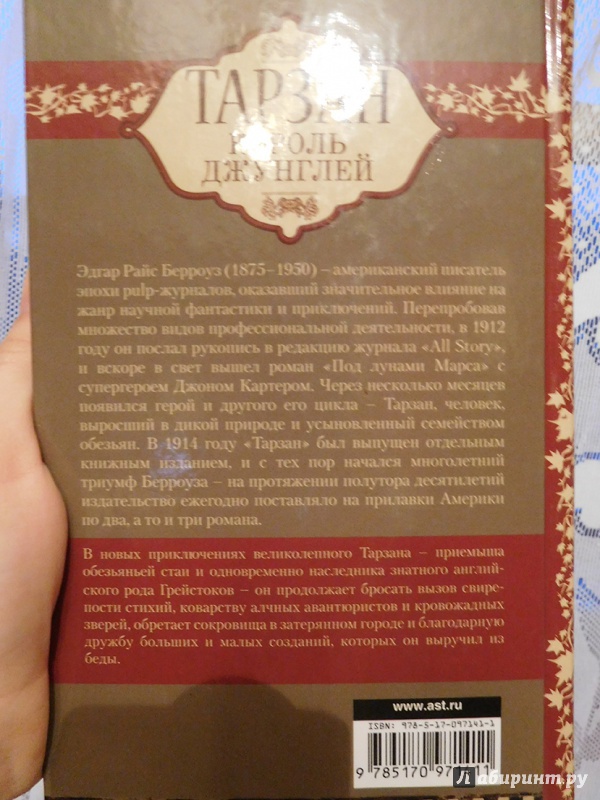 ТАРЗАН
КОРОЛЬ
ДЖУНГЛЕЙ
Эдгар Райс Берроуз (1875–1950) – американский писатель
эпохи pulp-журналов, оказавший значительное влияние на
жанр научной фантастики и приключений. Перепробовав
множество видов профессиональной деятельности, в 1912
году он послал рукопись в редакцию журнала «All Story»,
и вскоре в свет вышел роман «Под лунами Марса» с
супергероем Джоном Картером. Через несколько месяцев
появился герой и другого его цикла – Тарзан, человек,
выросший в дикой природе и усыновленный семейством
обезьян. В 1914 году «Тарзан» был выпущен отдельным
книжным изданием, и с тех пор начался многолетний
триумф Берроуза – на протяжении полутора десятилетий
издательство ежегодно поставляло на прилавки Америки
по два, а то и три романа.
В новых приключениях великолепного Тарзана – приемыша
обезьяньей стаи и одновременно наследника знатного англий-
ского рода Грейстоков – он продолжает бросать вызов свире-
пости стихий, коварству алчных авантюристов и кровожадных
зверей, обретает сокровища в затерянном городе и благодарную
дружбу больших и малых созданий, которых он выручил из
беды.
www.ast.ru
ISBN: 978-5-17-097141-1
9 785170 97
Лабиринт.ру